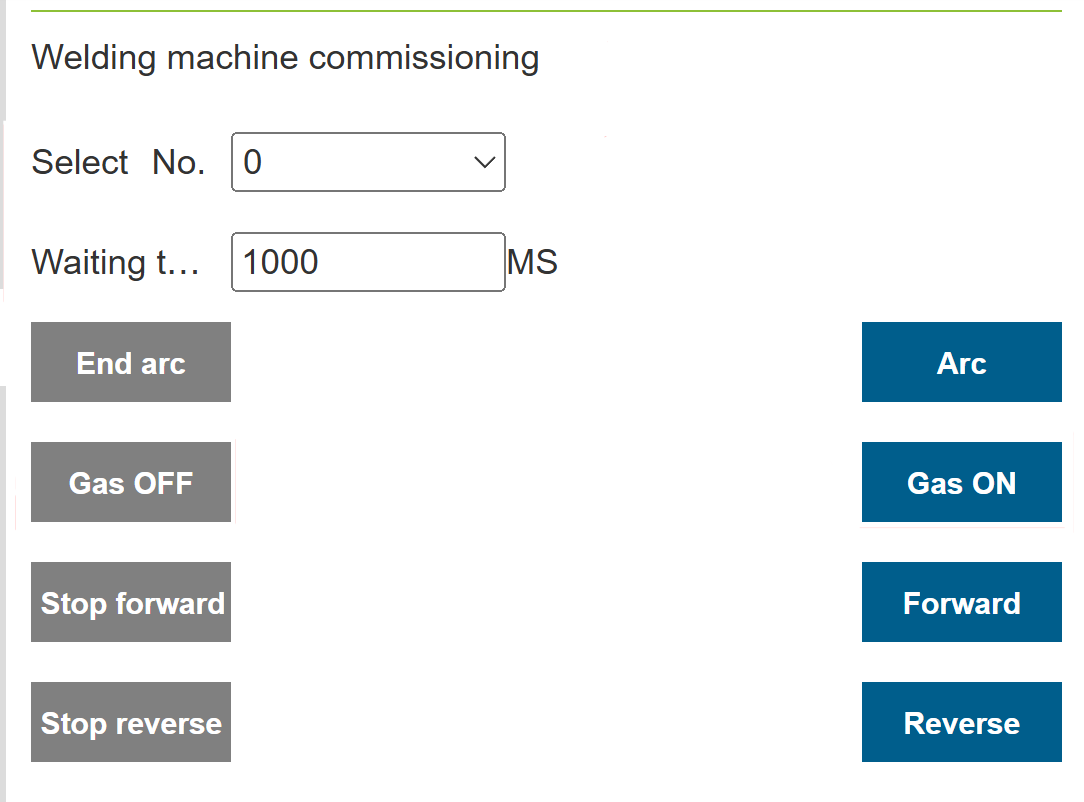 Welding machine commissioning
Select No. 0
Waiting t... 1000 MS
End arc Arc
Gas OFF Gas ON
Stop forward Forward
Stop reverse Reverse